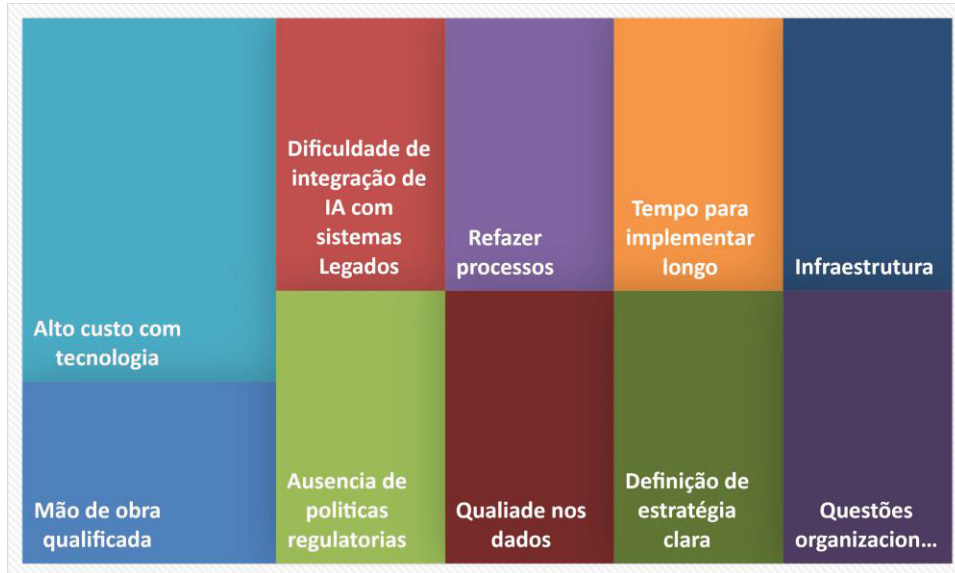 Alto custo com
tecnologia
Mão de obra
qualificada
Dificuldade de
integração de
IA com
sistemas
Legados
Ausencia de
politicas
regulatorias
Refazer
processos
Qualiade nos
dados
Tempo para
implementar
longo
Definição de
estratégia
clara
Infraestrutura
Questões
organizacion...